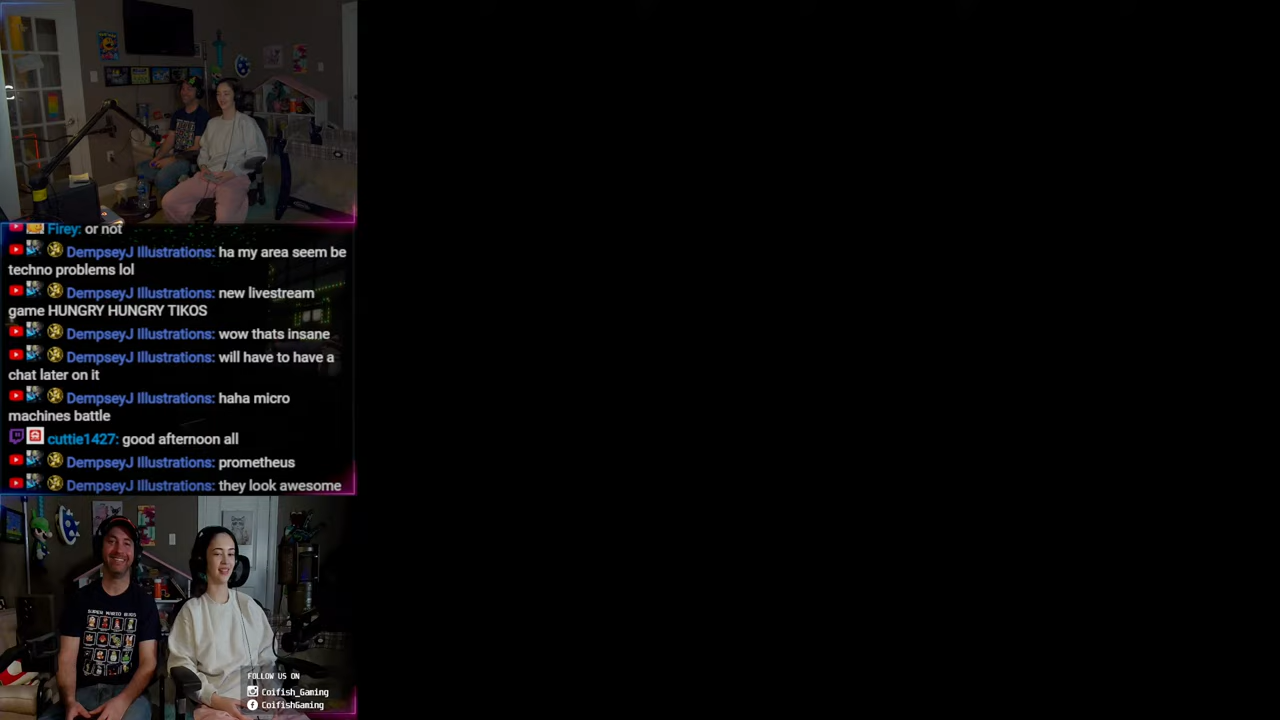 Firey: or not
DempseyJ Illustrations: ha my area seem be
techno problems lol
DempseyJ Illustrations: new livestream
game HUNGRY HUNGRY TIKOS
DempseyJ Illustrations: wow thats insane
DempseyJ Illustrations: will have to have a
chat later on it
DempseyJ Illustrations: haha micro
machines battle
cuttie1427: good afternoon all
DempseyJ Illustrations: prometheus
DempseyJ Illustrations: they look awesome
SUPER MARIO BROS
FOLLOW US ON
Coifish_Gaming
CoifishGaming